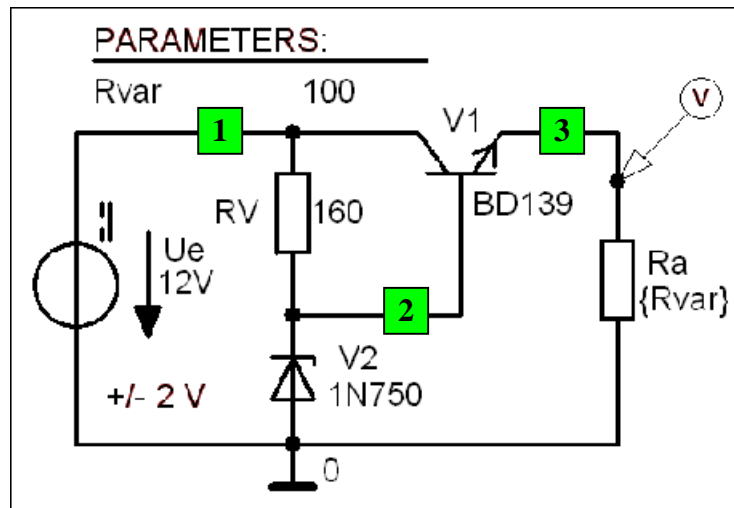 PARAMETERS:
Rvar 100
1
V1
3
V
RV 160
BD139
Ue
12V
Ra
{Rvar}
2
V2
1N750
+/- 2 V
0